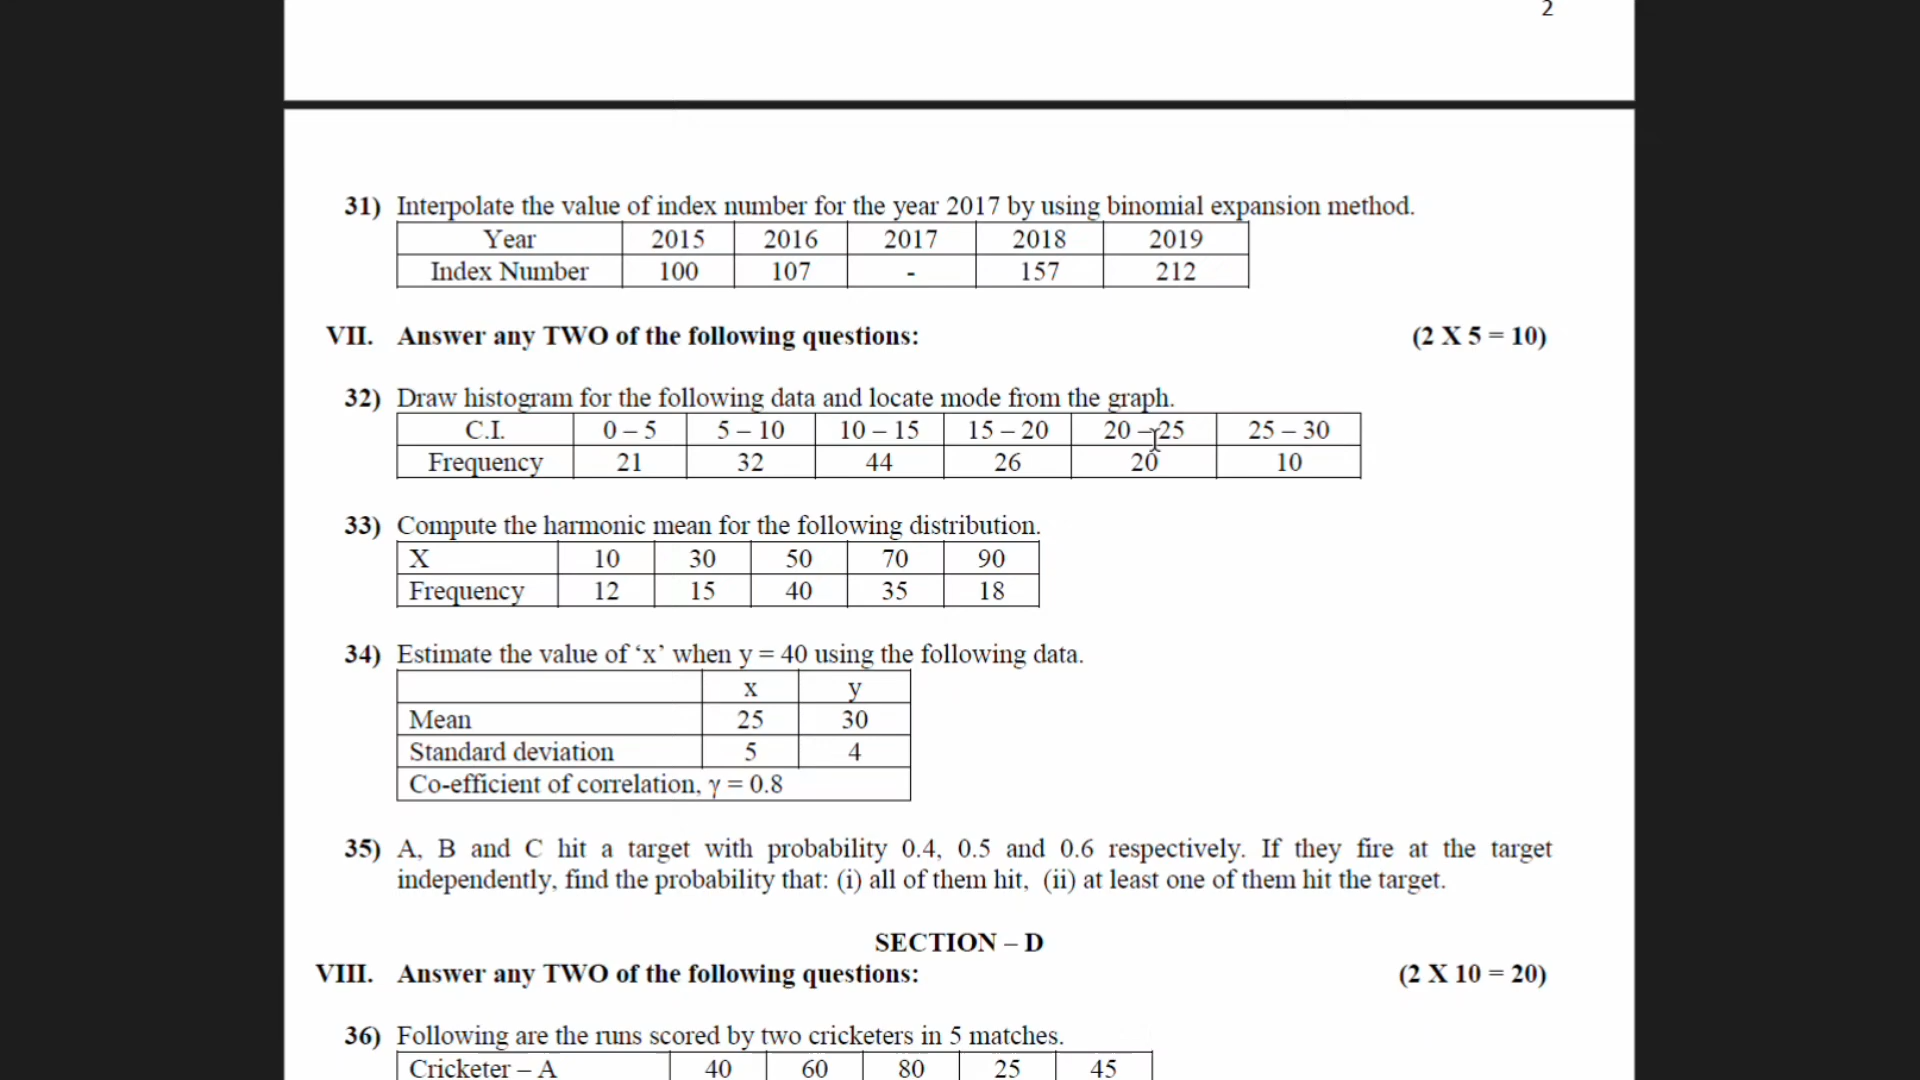 2
31) Interpolate the value of index number for the year 2017 by using binomial expansion method.
Year 2015 2016 2017 2018 2019
Index Number 100 107 - 157 212
VII. Answer any TWO of the following questions: (2 X 5 = 10)
32) Draw histogram for the following data and locate mode from the graph.
C.I. 0 – 5 5 – 10 10 – 15 15 – 20 20 – 25 25 – 30
Frequency 21 32 44 26 20 10
33) Compute the harmonic mean for the following distribution.
X 10 30 50 70 90
Frequency 12 15 40 35 18
34) Estimate the value of ‘x’ when y = 40 using the following data.
x y
Mean 25 30
Standard deviation 5 4
Co-efficient of correlation, γ = 0.8
35) A, B and C hit a target with probability 0.4, 0.5 and 0.6 respectively. If they fire at the target
independently, find the probability that: (i) all of them hit, (ii) at least one of them hit the target.
SECTION – D
VIII. Answer any TWO of the following questions: (2 X 10 = 20)
36) Following are the runs scored by two cricketers in 5 matches.
Cricketer – A 40 60 80 25 45